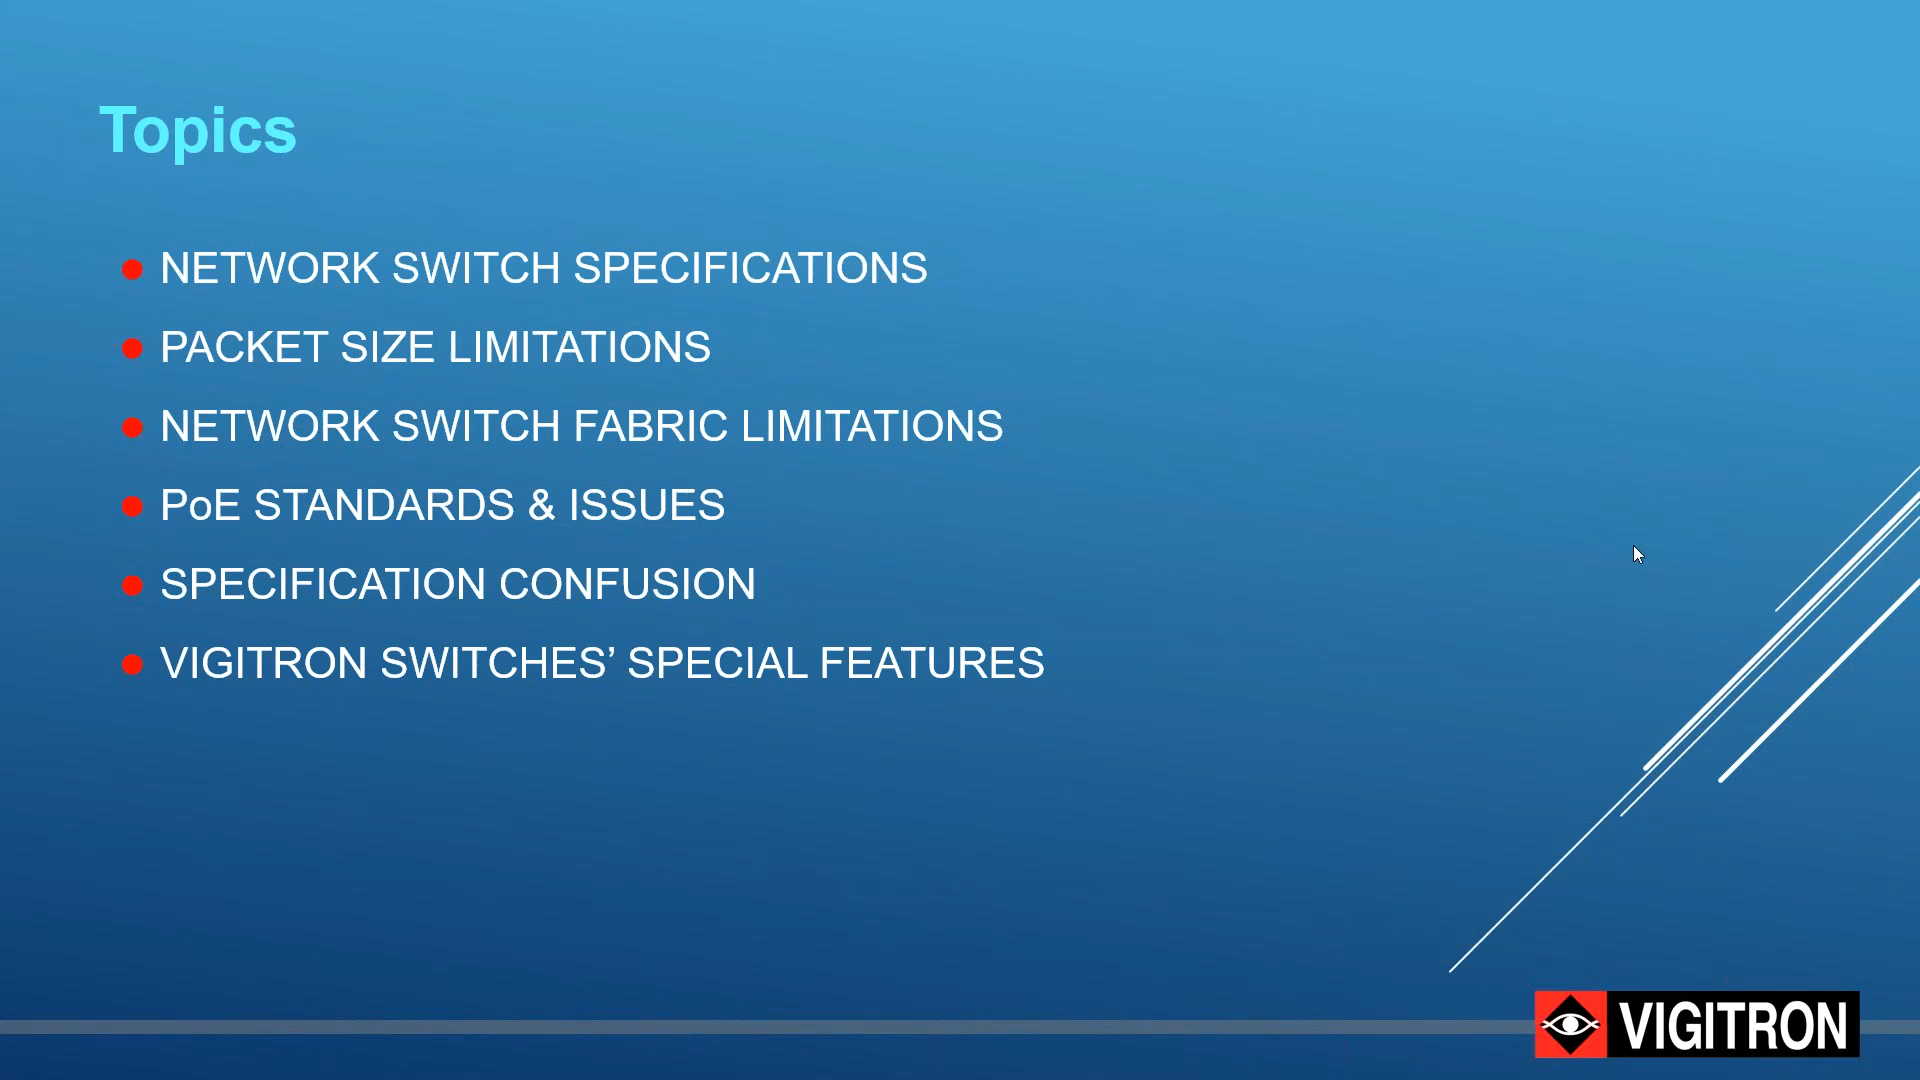 Topics
NETWORK SWITCH SPECIFICATIONS
PACKET SIZE LIMITATIONS
NETWORK SWITCH FABRIC LIMITATIONS
PoE STANDARDS & ISSUES
SPECIFICATION CONFUSION
VIGITRON SWITCHES’ SPECIAL FEATURES
VIGITRON